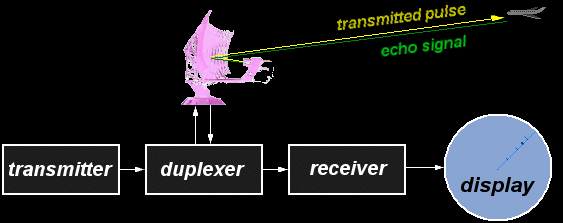 transmitted pulse
echo signal
transmitter
duplexer
receiver
display